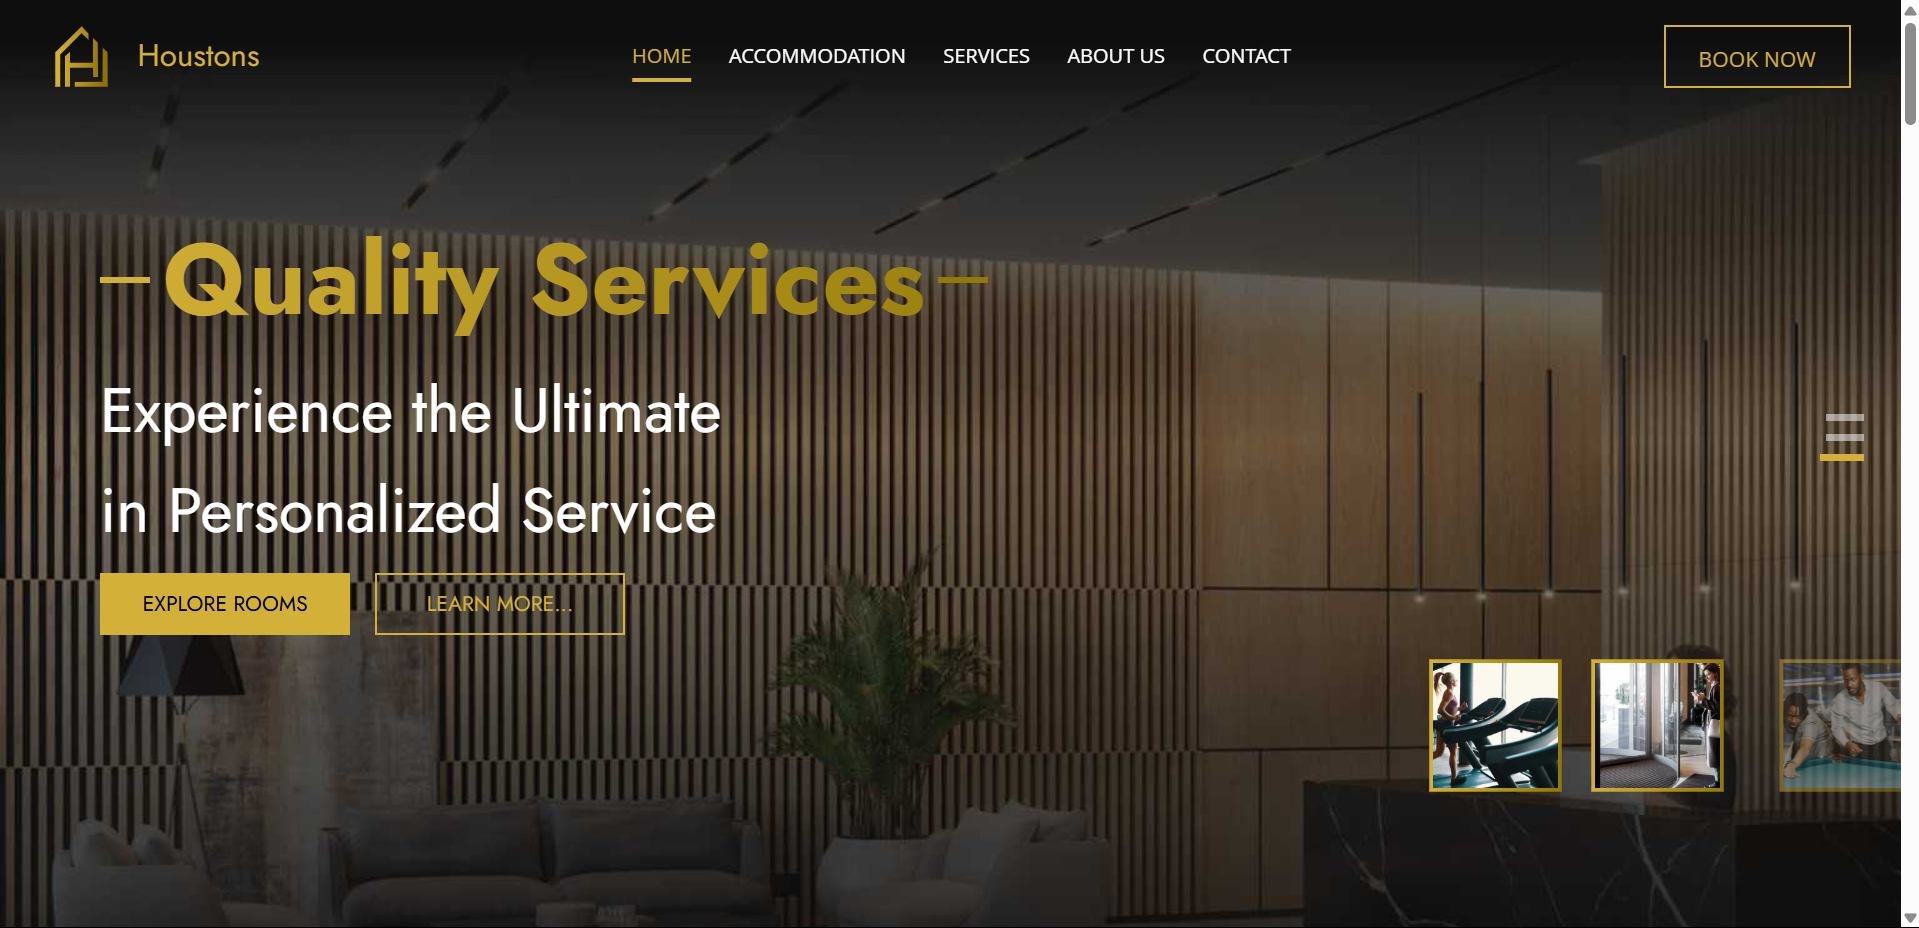 Houstons
HOME ACCOMMODATION SERVICES ABOUT US CONTACT
BOOK NOW
Quality Services
Experience the Ultimate
in Personalized Service
EXPLORE ROOMS
LEARN MORE...